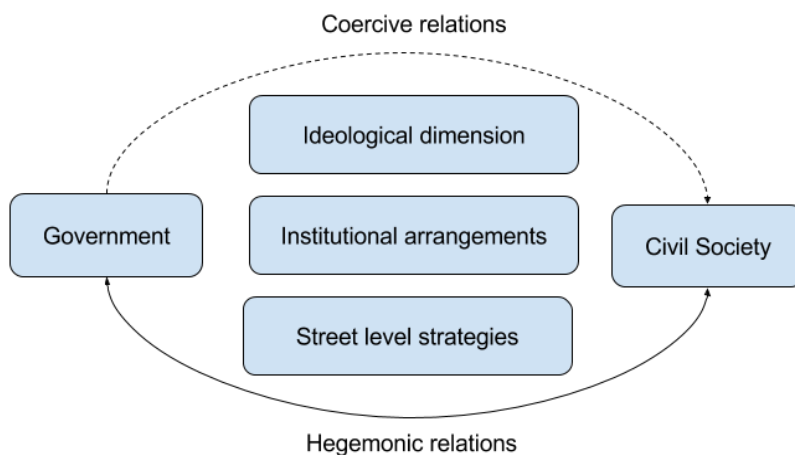 Coercive relations
Ideological dimension
Government
Institutional arrangements
Civil Society
Street level strategies
Hegemonic relations